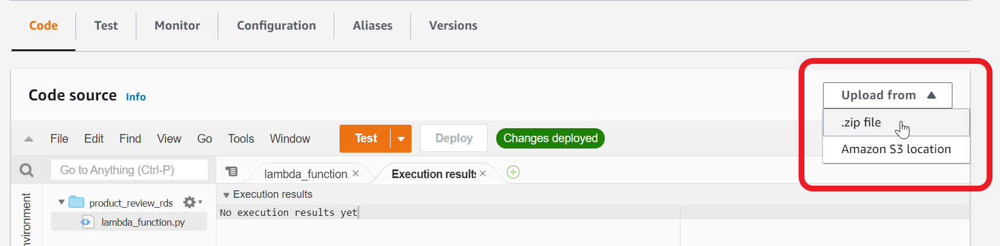 Code
Test
Monitor
Configuration
Aliases
Versions
Code source Info
Upload from
.zip file
Amazon S3 location
File Edit Find View Go Tools Window
Test
Deploy
Changes deployed
Go to Anything (Ctrl-P)
lambda_function.
Execution results
Execution results
No execution results yet
product_review_rds
lambda_function.py
nvironment